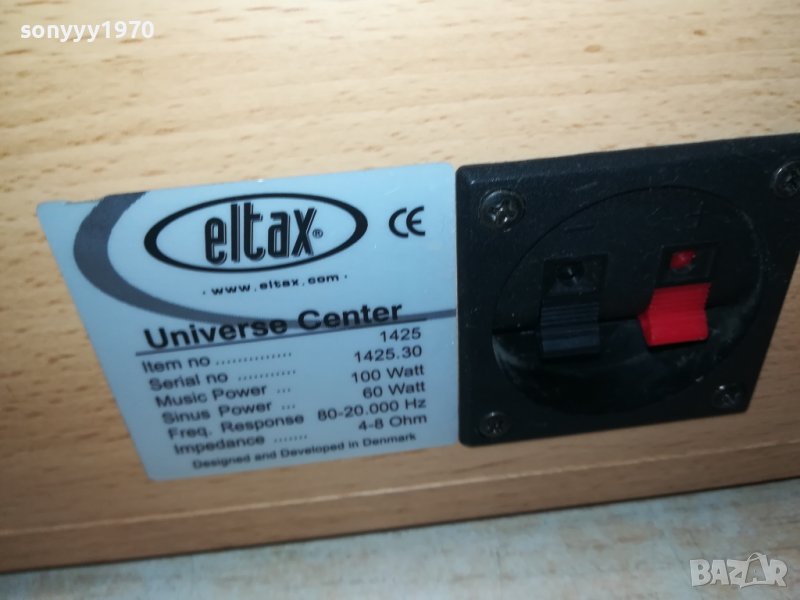 sonyyy1970
eltax®
CE
· www.eltax.com ·
Universe Center
Item no .............. 1425
Serial no ........... 1425.30
Music Power ... 100 Watt
Sinus Power ... 60 Watt
Freq. Response 80-20.000 Hz
Impedance ....... 4-8 Ohm
Designed and Developed in Denmark
BAZAR